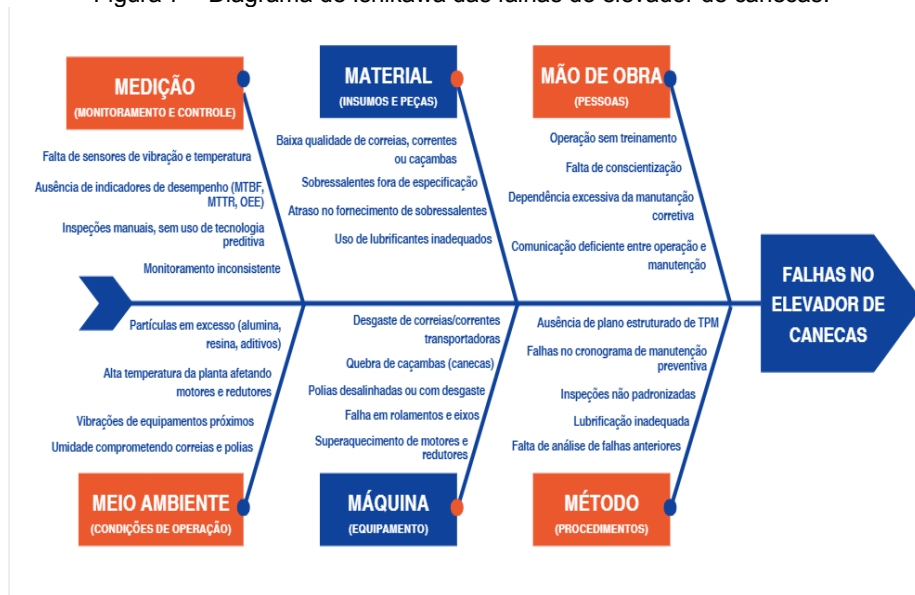 Figura 7 – Diagrama de Ichikawa das falhas do elevador de canecas.
MEDIÇÃO
(MONITORAMENTO E CONTROLE)
Falta de sensores de vibração e temperatura
Ausência de indicadores de desempenho (MTBF,
MTTR, OEE)
Inspeções manuais, sem uso de tecnologia
preditiva
Monitoramento inconsistente
MATERIAL
(INSUMOS E PEÇAS)
Baixa qualidade de correias, correntes
ou caçambas
Sobressalentes fora de especificação
Atraso no fornecimento de sobressalentes
Uso de lubrificantes inadequados
MÃO DE OBRA
(PESSOAS)
Operação sem treinamento
Falta de conscientização
Dependência excessiva da manutanção
corretiva
Comunicação deficiente entre operação e
manutenção
FALHAS NO
ELEVADOR DE
CANECAS
Partículas em excesso (alumina,
resina, aditivos)
Alta temperatura da planta afetando
motores e redutores
Vibrações de equipamentos próximos
Umidade comprometendo correias e polias
MEIO AMBIENTE
(CONDIÇÕES DE OPERAÇÃO)
Desgaste de correias/correntes
transportadoras
Quebra de caçambas (canecas)
Polias desalinhadas ou com desgaste
Falha em rolamentos e eixos
Superaquecimento de motores e
redutores
MÁQUINA
(EQUIPAMENTO)
Ausência de plano estruturado de TPM
Falhas no cronograma de manutenção
preventiva
Inspeções não padronizadas
Lubrificação inadequada
Falta de análise de falhas anteriores
MÉTODO
(PROCEDIMENTOS)